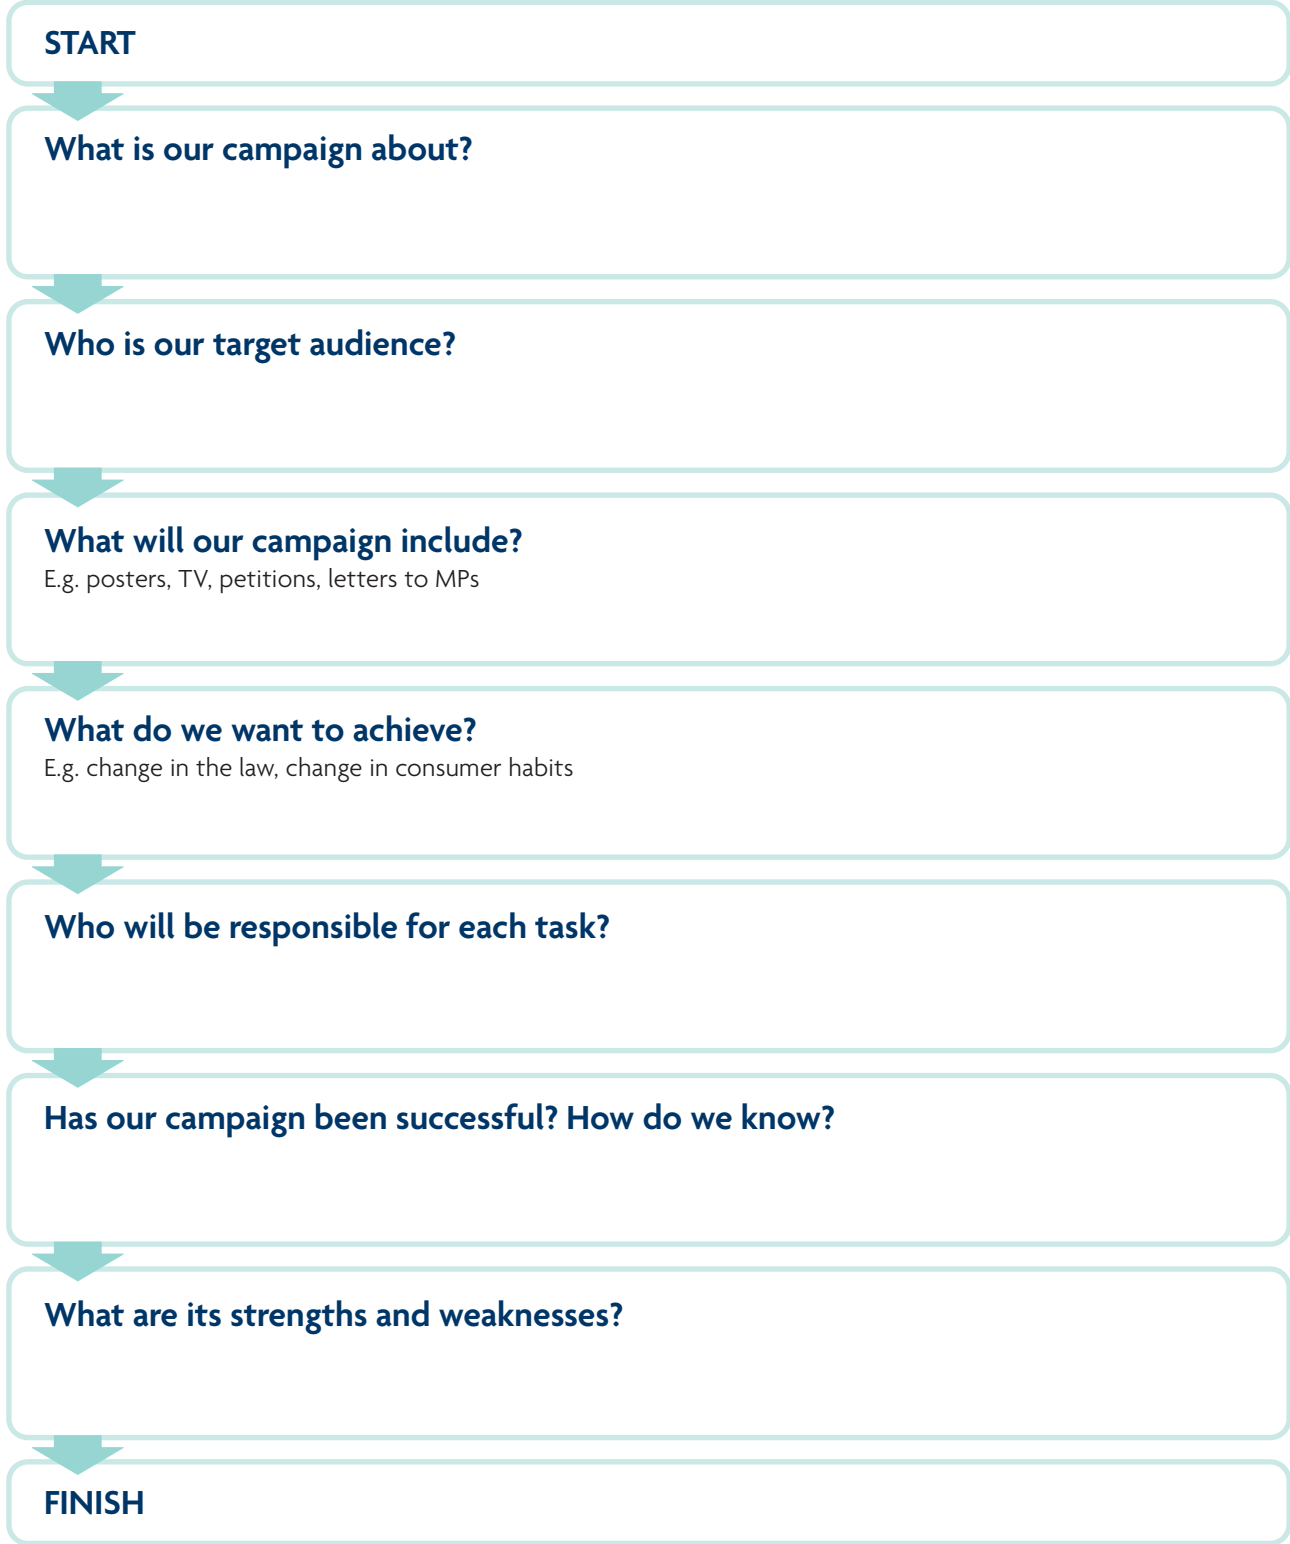 START
What is our campaign about?
Who is our target audience?
What will our campaign include?
E.g. posters, TV, petitions, letters to MPs
What do we want to achieve?
E.g. change in the law, change in consumer habits
Who will be responsible for each task?
Has our campaign been successful? How do we know?
What are its strengths and weaknesses?
FINISH